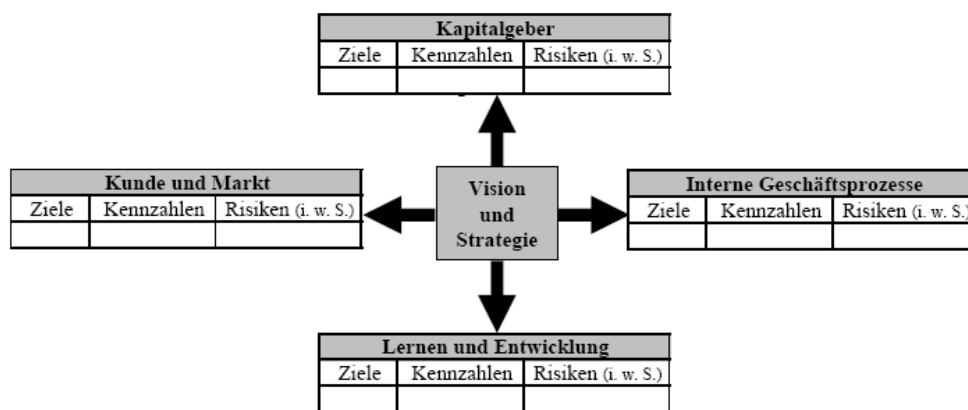 Kapitalgeber
Ziele Kennzahlen Risiken (i. w. S.)
Kunde und Markt
Ziele Kennzahlen Risiken (i. w. S.)
Vision
und
Strategie
Interne Geschäftsprozesse
Ziele Kennzahlen Risiken (i. w. S.)
Lernen und Entwicklung
Ziele Kennzahlen Risiken (i. w. S.)